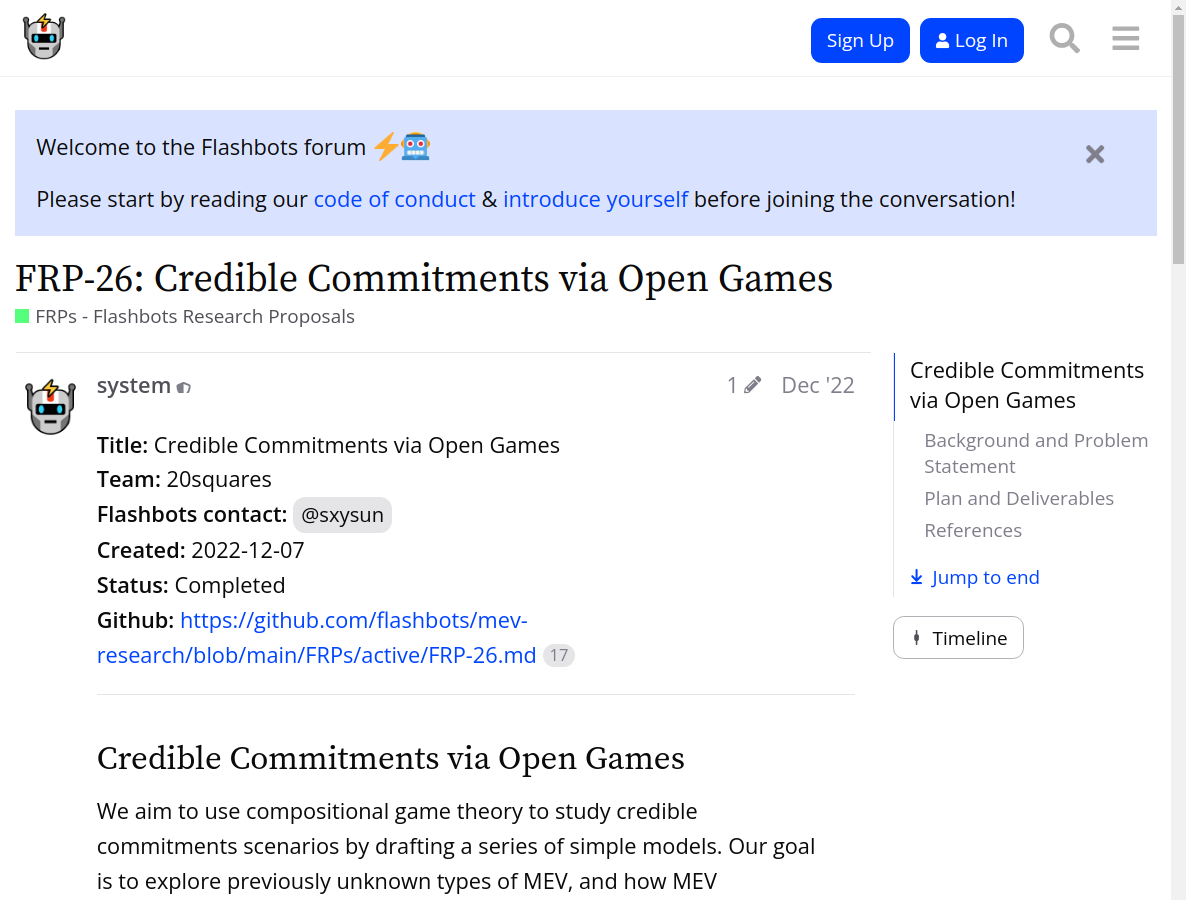 Sign Up
Log In
Welcome to the Flashbots forum
Please start by reading our code of conduct & introduce yourself before joining the conversation!
FRP-26: Credible Commitments via Open Games
FRPs - Flashbots Research Proposals
system
1
Dec '22
Title: Credible Commitments via Open Games
Team: 20squares
Flashbots contact: @sxysun
Created: 2022-12-07
Status: Completed
Github: https://github.com/flashbots/mev-
research/blob/main/FRPs/active/FRP-26.md 17
Credible Commitments via Open Games
We aim to use compositional game theory to study credible
commitments scenarios by drafting a series of simple models. Our goal
is to explore previously unknown types of MEV, and how MEV
Credible Commitments
via Open Games
Background and Problem
Statement
Plan and Deliverables
References
Jump to end
Timeline